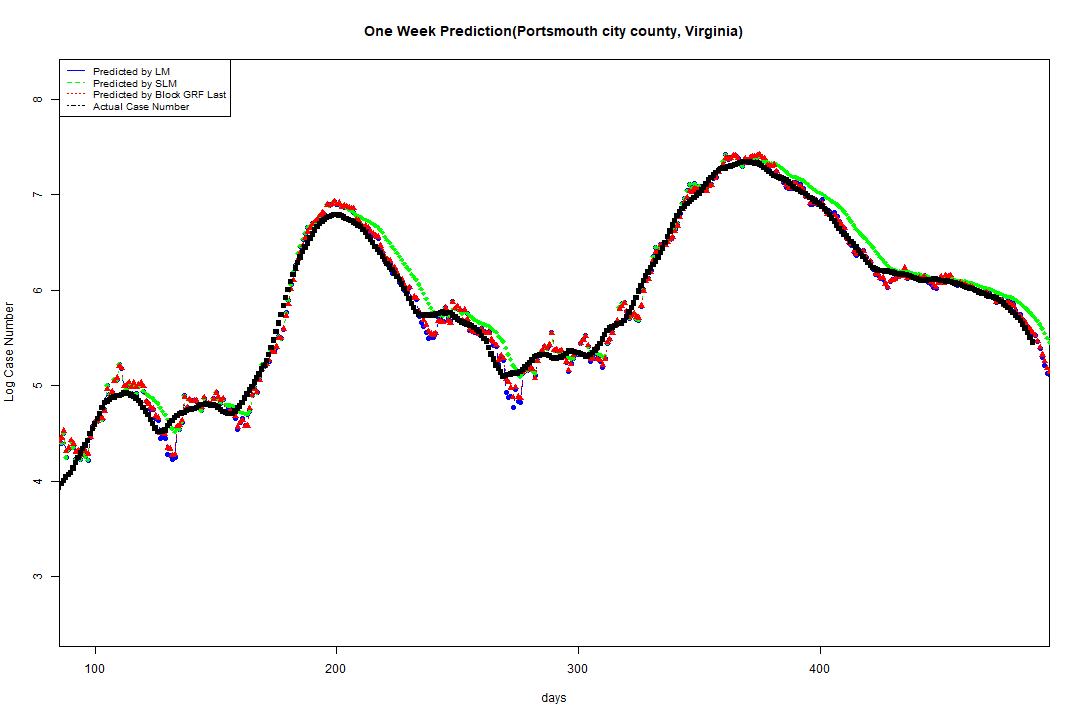 One Week Prediction(Portsmouth city county, Virginia)
Predicted by LM
Predicted by SLM
Predicted by Block GRF Last
Actual Case Number
8
7
6
5
4
3
Log Case Number
100 200 300 400
days